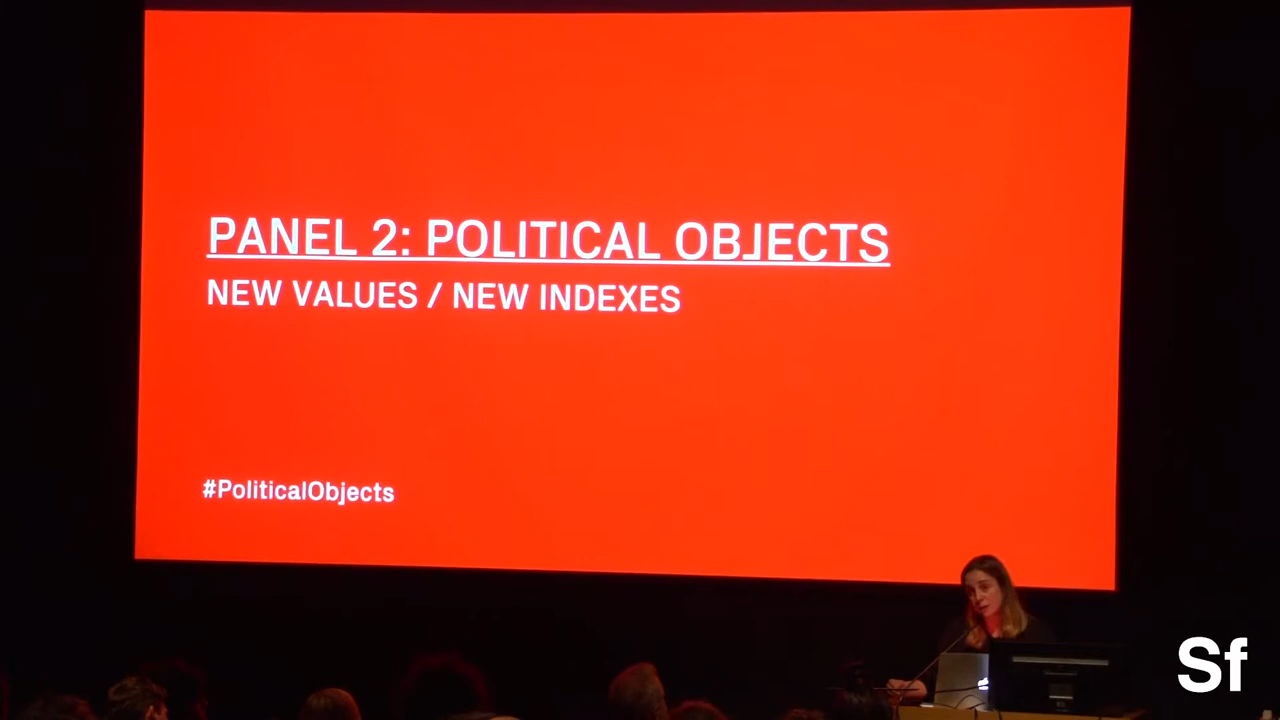 PANEL 2: POLITICAL OBJECTS
NEW VALUES / NEW INDEXES
#PoliticalObjects
Sf